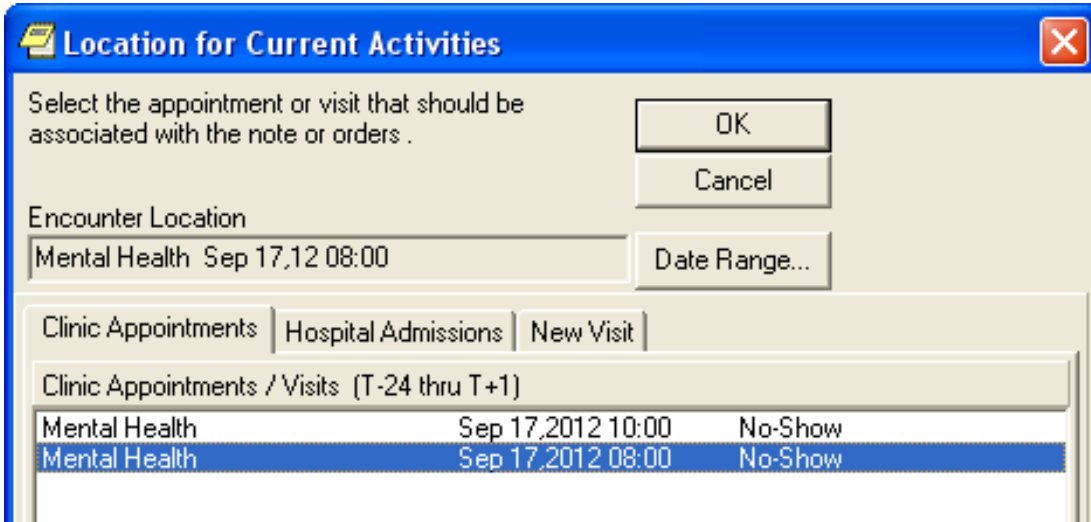 Location for Current Activities
Select the appointment or visit that should be
associated with the note or orders .
OK
Cancel
Encounter Location
Mental Health Sep 17,12 08:00
Date Range...
Clinic Appointments Hospital Admissions New Visit
Clinic Appointments / Visits (T-24 thru T+1)
Mental Health Sep 17,2012 10:00 No-Show
Mental Health Sep 17,2012 08:00 No-Show